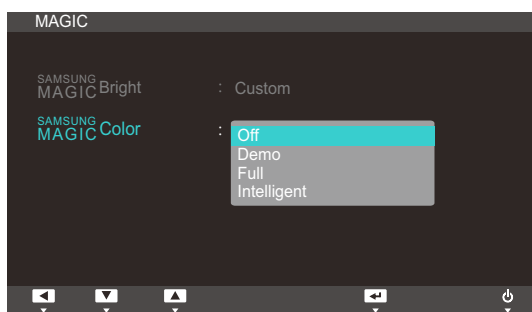 MAGIC
SAMSUNG
MAGIC Bright : Custom
SAMSUNG
MAGIC Color : Off
Demo
Full
Intelligent